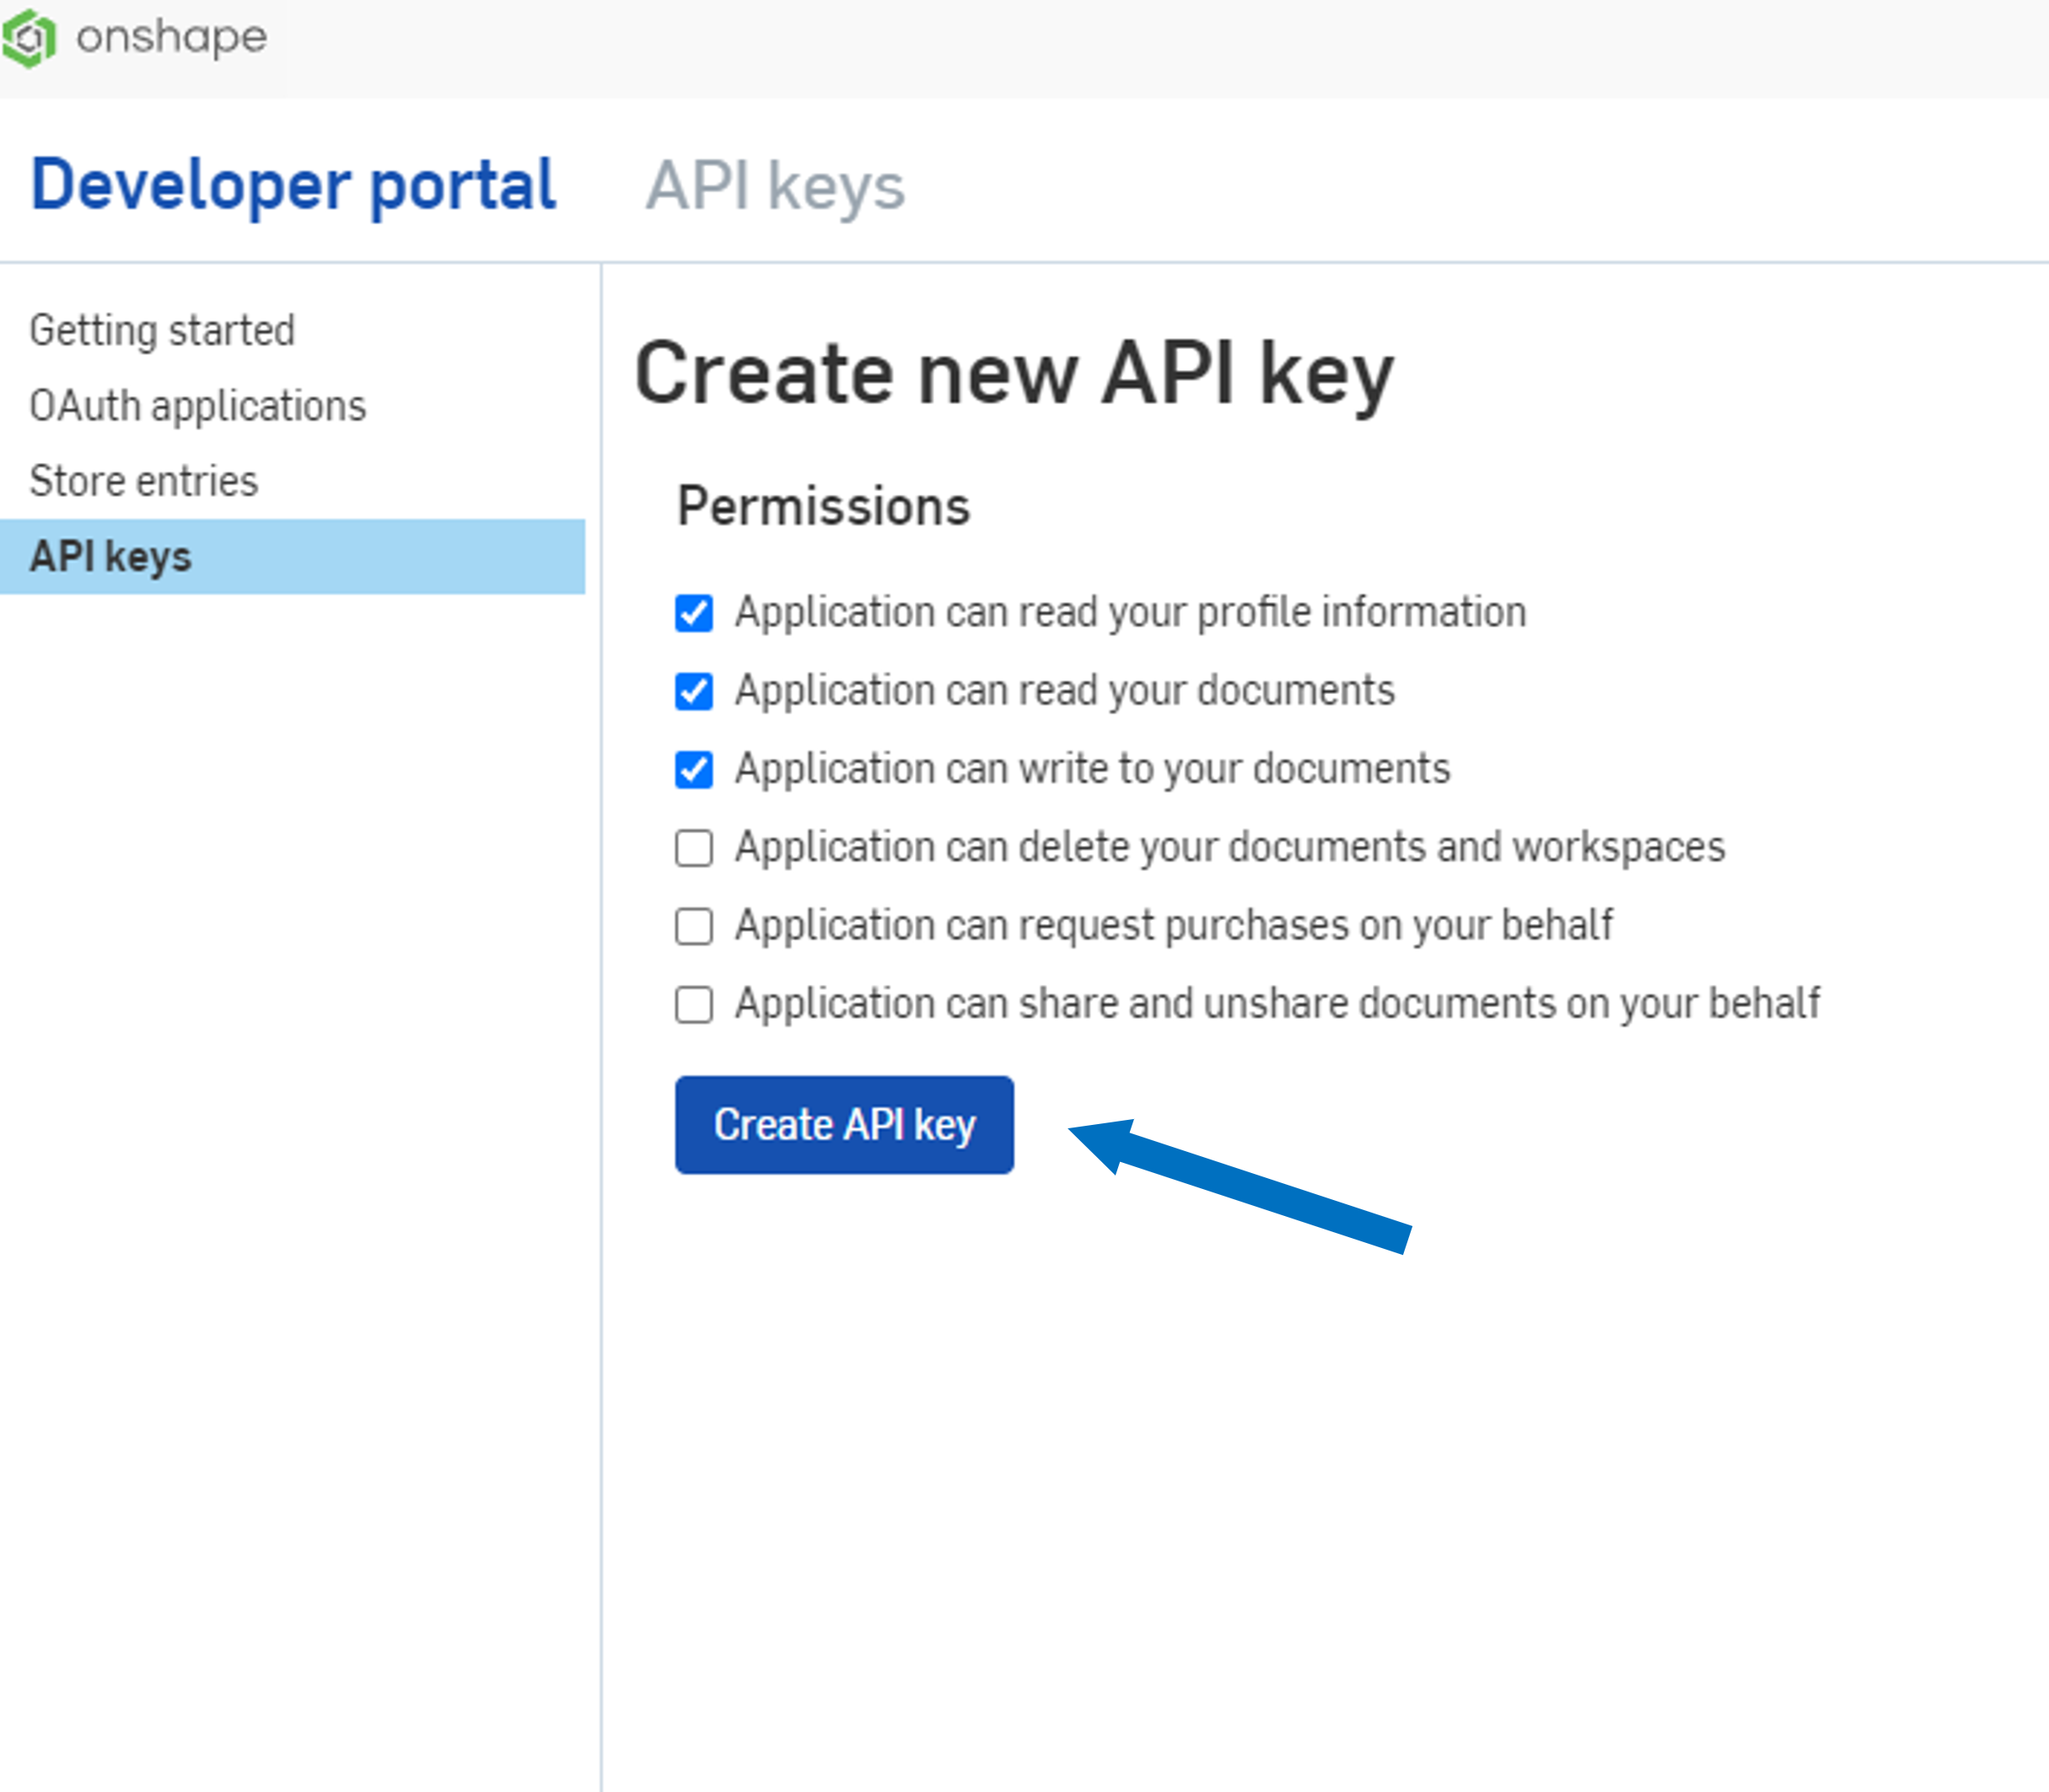 onshape
Developer portal API keys
Getting started
OAuth applications
Store entries
API keys
Create new API key
Permissions
Application can read your profile information
Application can read your documents
Application can write to your documents
Application can delete your documents and workspaces
Application can request purchases on your behalf
Application can share and unshare documents on your behalf
Create API key